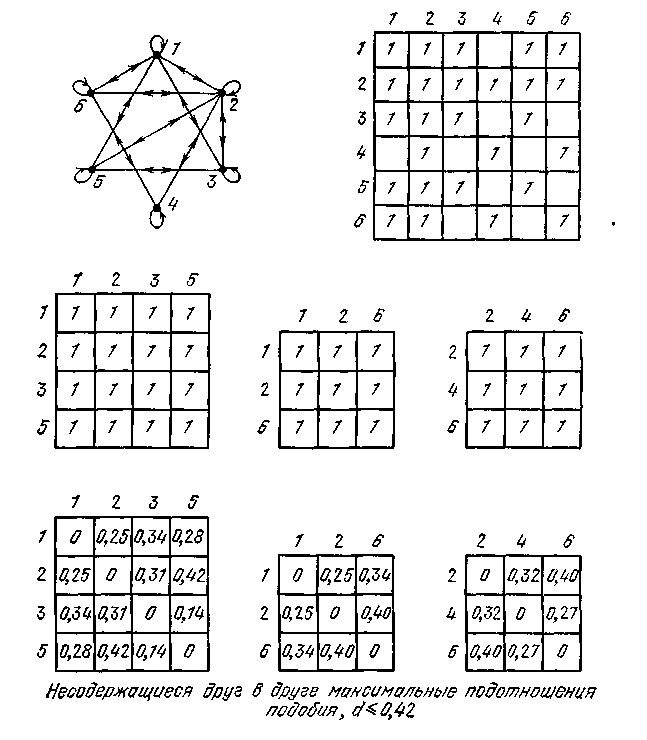 1
6
2
5
3
4
1 2 3 4 5 6
1 1 1 1 1 1
2 1 1 1 1 1 1
3 1 1 1 1
4 1 1 1
5 1 1 1 1
6 1 1 1 1
1 2 3 5
1 1 1 1 1
2 1 1 1 1
3 1 1 1 1
5 1 1 1 1
1 2 6
1 1 1 1
2 1 1 1
6 1 1 1
2 4 6
2 1 1 1
4 1 1 1
6 1 1 1
1 2 3 5
1 0 0,25 0,34 0,28
2 0,25 0 0,31 0,42
3 0,34 0,31 0 0,14
5 0,28 0,42 0,14 0
1 2 6
1 0 0,25 0,34
2 0,25 0 0,40
6 0,34 0,40 0
2 4 6
2 0 0,32 0,40
4 0,32 0 0,27
6 0,40 0,27 0
Несодержащиеся друг в друге максимальные подотношения
подобия, d ≤ 0,42